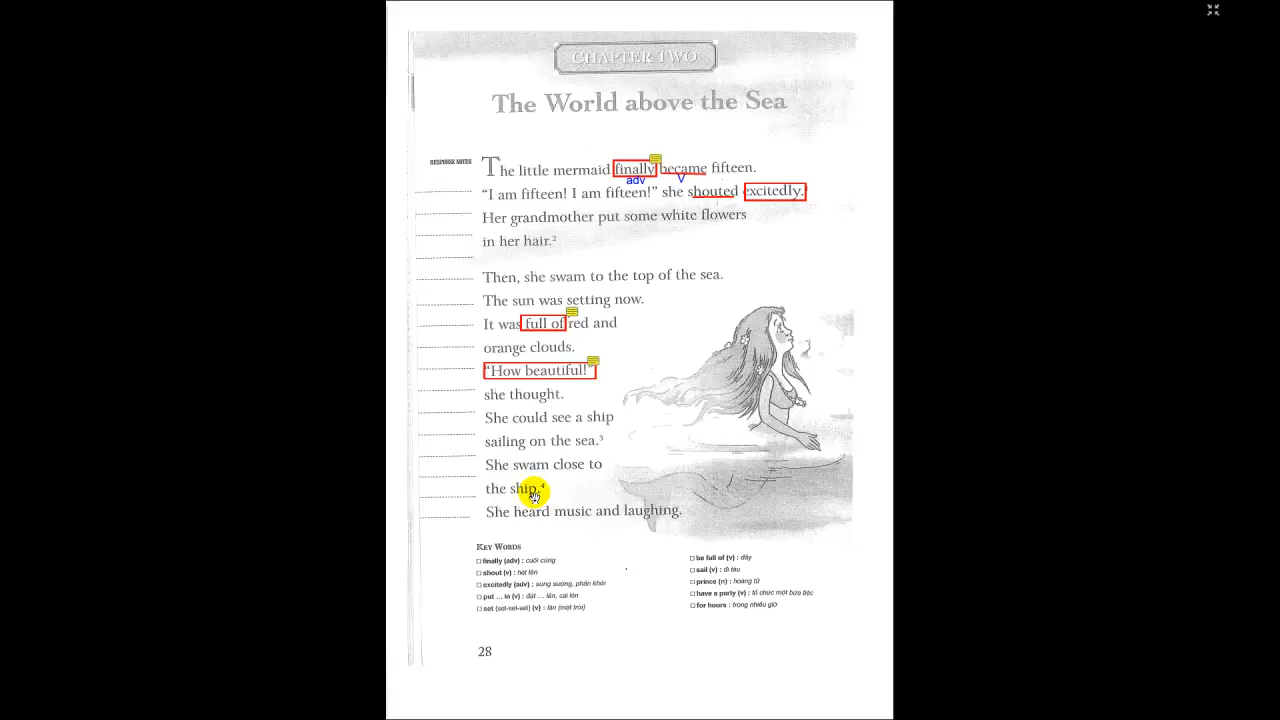 CHAPTER TWO
The World above the Sea
RESPONSE NOTES
The little mermaid finally became fifteen.
adv V
“I am fifteen! I am fifteen!” she shouted excitedly.
Her grandmother put some white flowers
in her hair.²
Then, she swam to the top of the sea.
The sun was setting now.
It was full of red and
orange clouds.
“How beautiful!”
she thought.
She could see a ship
sailing on the sea.³
She swam close to
the ship.⁴
She heard music and laughing.
KEY WORDS
□ finally (adv) : cuối cùng
□ shout (v) : hét lên
□ excitedly (adv) : sung sướng, phấn khởi
□ put ... in (v) : đặt ... lên, cài lên
□ set (set-set-set) (v) : lặn (mặt trời)
□ be full of (v) : đầy
□ sail (v) : đi tàu
□ prince (n) : hoàng tử
□ have a party (v) : tổ chức một bữa tiệc
□ for hours : trong nhiều giờ
28